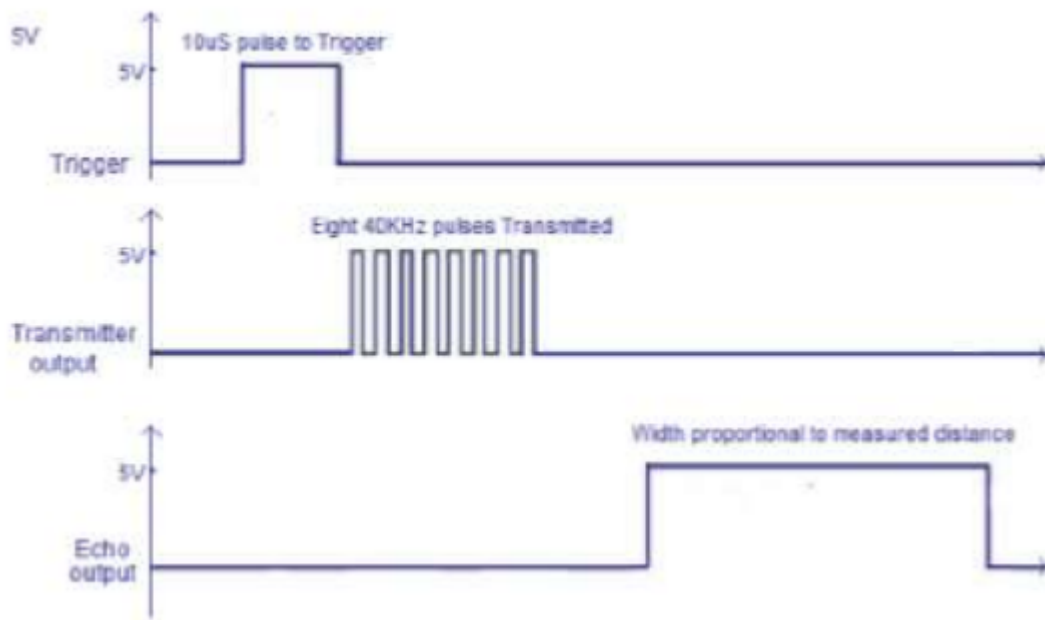 5V
10uS pulse to Trigger
5V
Trigger
Eight 40KHz pulses Transmitted
5V
Transmitter
output
Width proportional to measured distance
5V
Echo
output